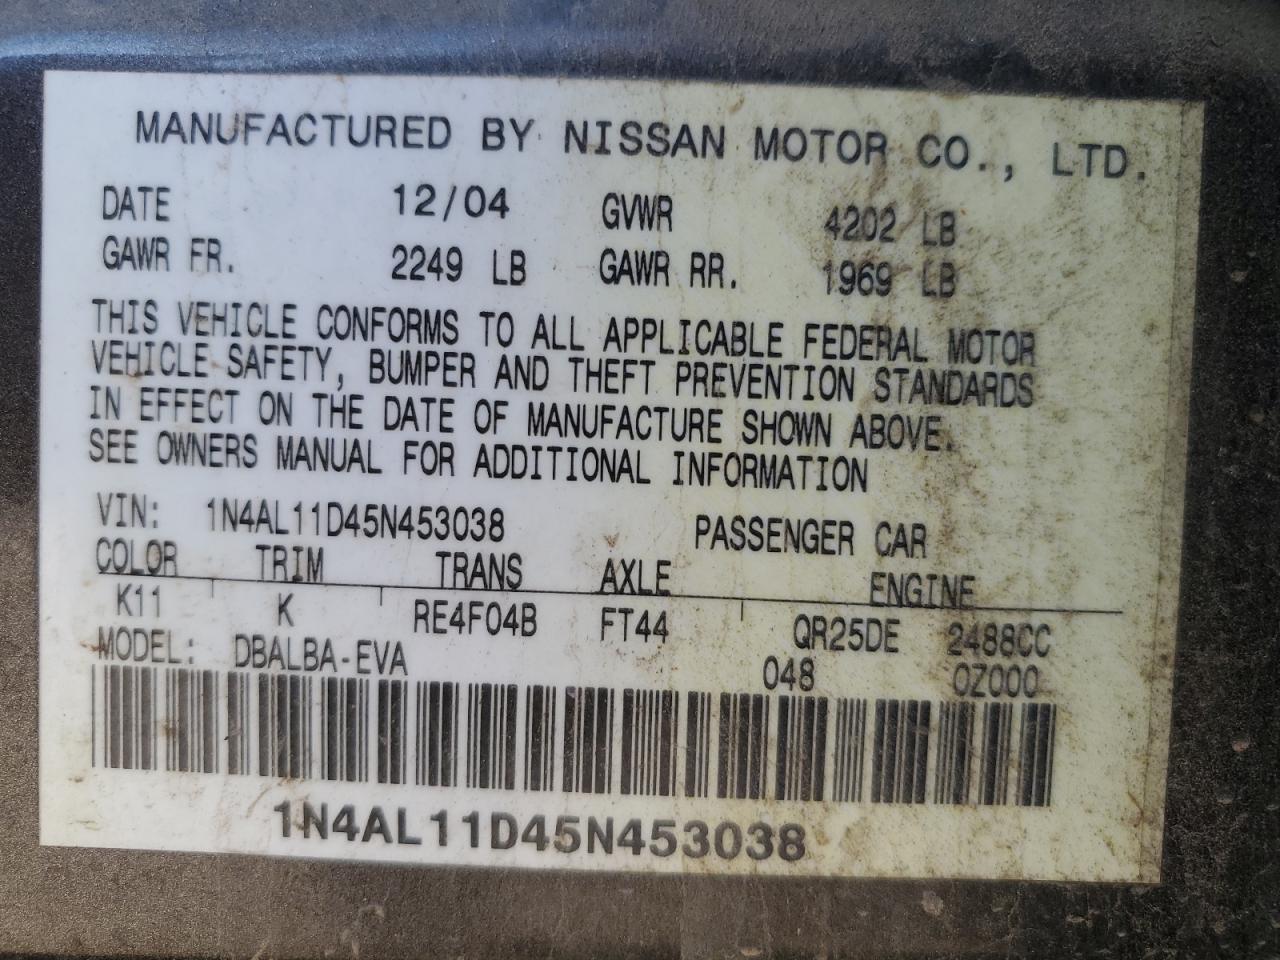 MANUFACTURED BY NISSAN MOTOR CO., LTD.
DATE 12/04 GVWR 4202 LB
GAWR FR. 2249 LB GAWR RR. 1969 LB
THIS VEHICLE CONFORMS TO ALL APPLICABLE FEDERAL MOTOR
VEHICLE SAFETY, BUMPER AND THEFT PREVENTION STANDARDS
IN EFFECT ON THE DATE OF MANUFACTURE SHOWN ABOVE.
SEE OWNERS MANUAL FOR ADDITIONAL INFORMATION
VIN: 1N4AL11D45N453038 PASSENGER CAR
COLOR TRIM TRANS AXLE ENGINE
K11 K RE4F04B FT44 QR25DE 2488CC
MODEL: DBALBA-EVA 048 0Z000
1N4AL11D45N453038